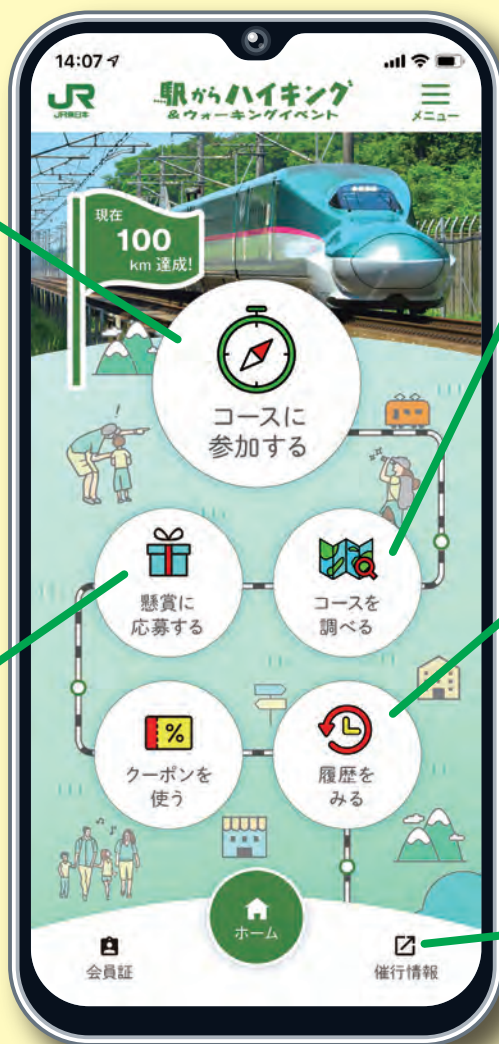 14:07
JR
JR東日本
駅からハイキング
&ウォーキングイベント
メニュー
現在
100
km 達成!
コースに
参加する
懸賞に
応募する
コースを
調べる
%
クーポンを
使う
履歴を
みる
ホーム
会員証
催行情報